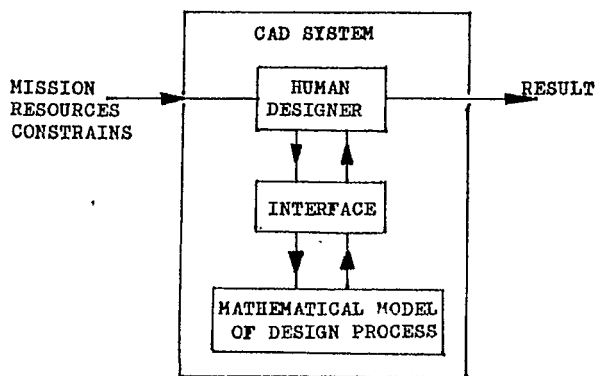 CAD SYSTEM
MISSION
RESOURCES
CONSTRAINS
HUMAN
DESIGNER
RESULT
INTERFACE
MATHEMATICAL MODEL
OF DESIGN PROCESS